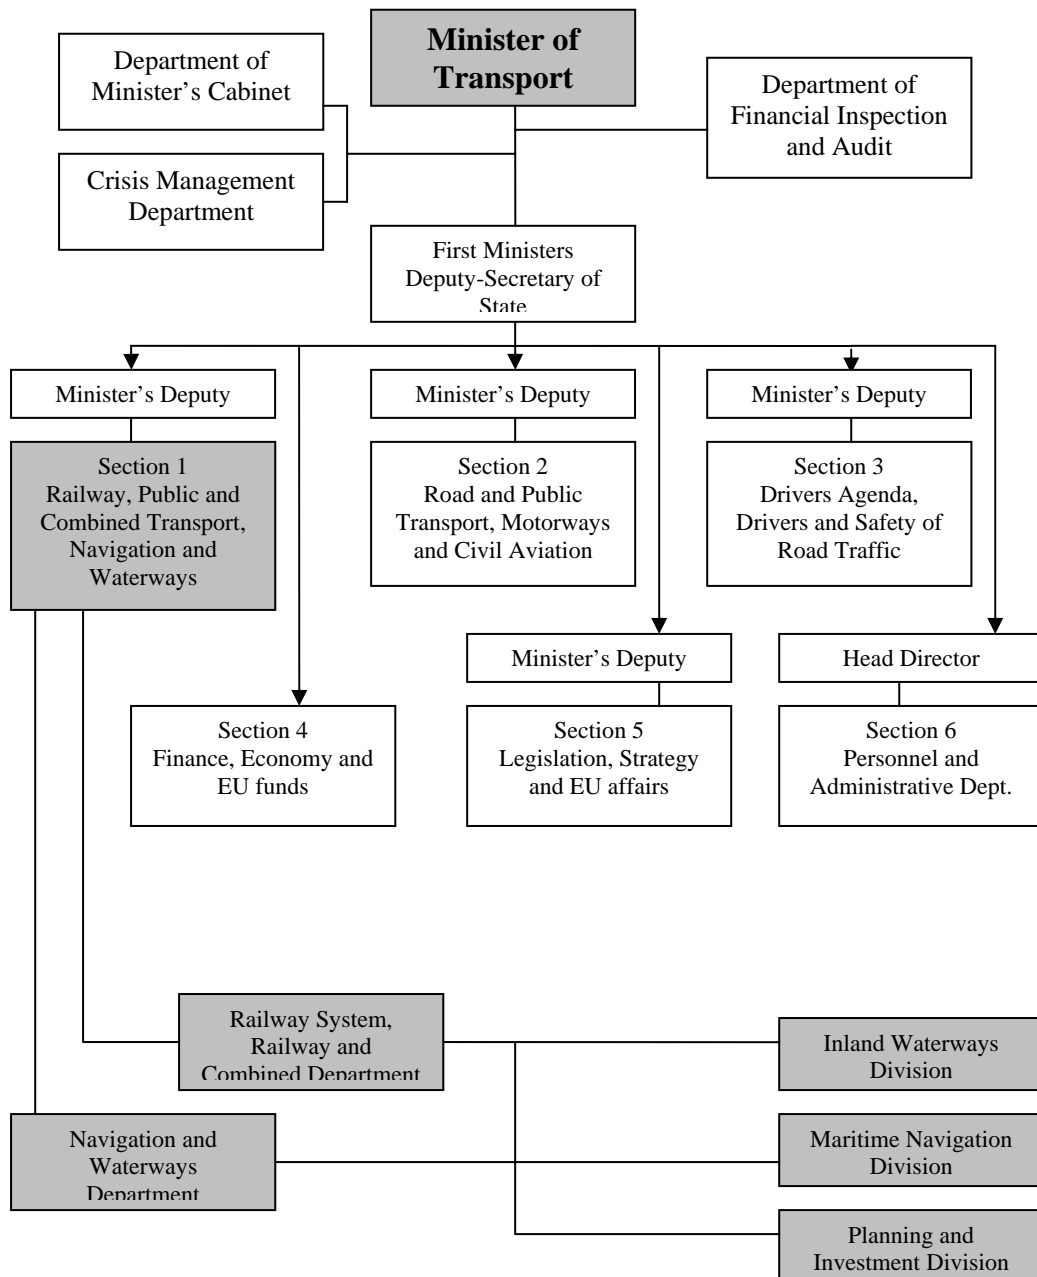 Minister of
Transport
Department of
Minister’s Cabinet
Department of
Financial Inspection
and Audit
Crisis Management
Department
First Ministers
Deputy-Secretary of
State
Minister’s Deputy
Minister’s Deputy
Minister’s Deputy
Section 1
Railway, Public and
Combined Transport,
Navigation and
Waterways
Section 2
Road and Public
Transport, Motorways
and Civil Aviation
Section 3
Drivers Agenda,
Drivers and Safety of
Road Traffic
Minister’s Deputy
Head Director
Section 4
Finance, Economy and
EU funds
Section 5
Legislation, Strategy
and EU affairs
Section 6
Personnel and
Administrative Dept.
Railway System,
Railway and
Combined Department
Inland Waterways
Division
Navigation and
Waterways
Department
Maritime Navigation
Division
Planning and
Investment Division